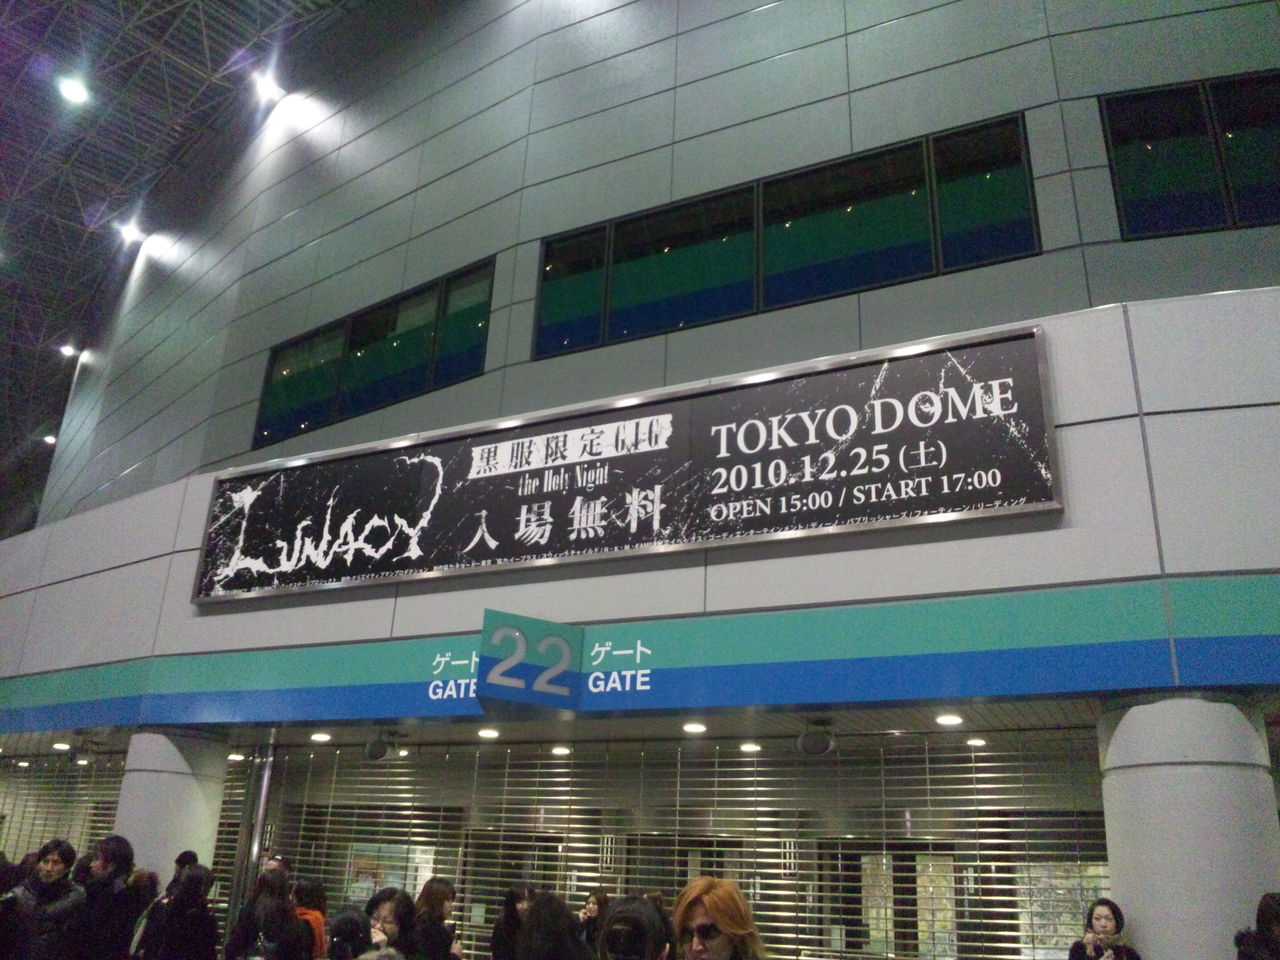 LUNACY
黒服限定GIG
the Holy Night
入場無料
TOKYO DOME
2010.12.25(土)
OPEN 15:00 / START 17:00
ゲート
GATE
22
ゲート
GATE